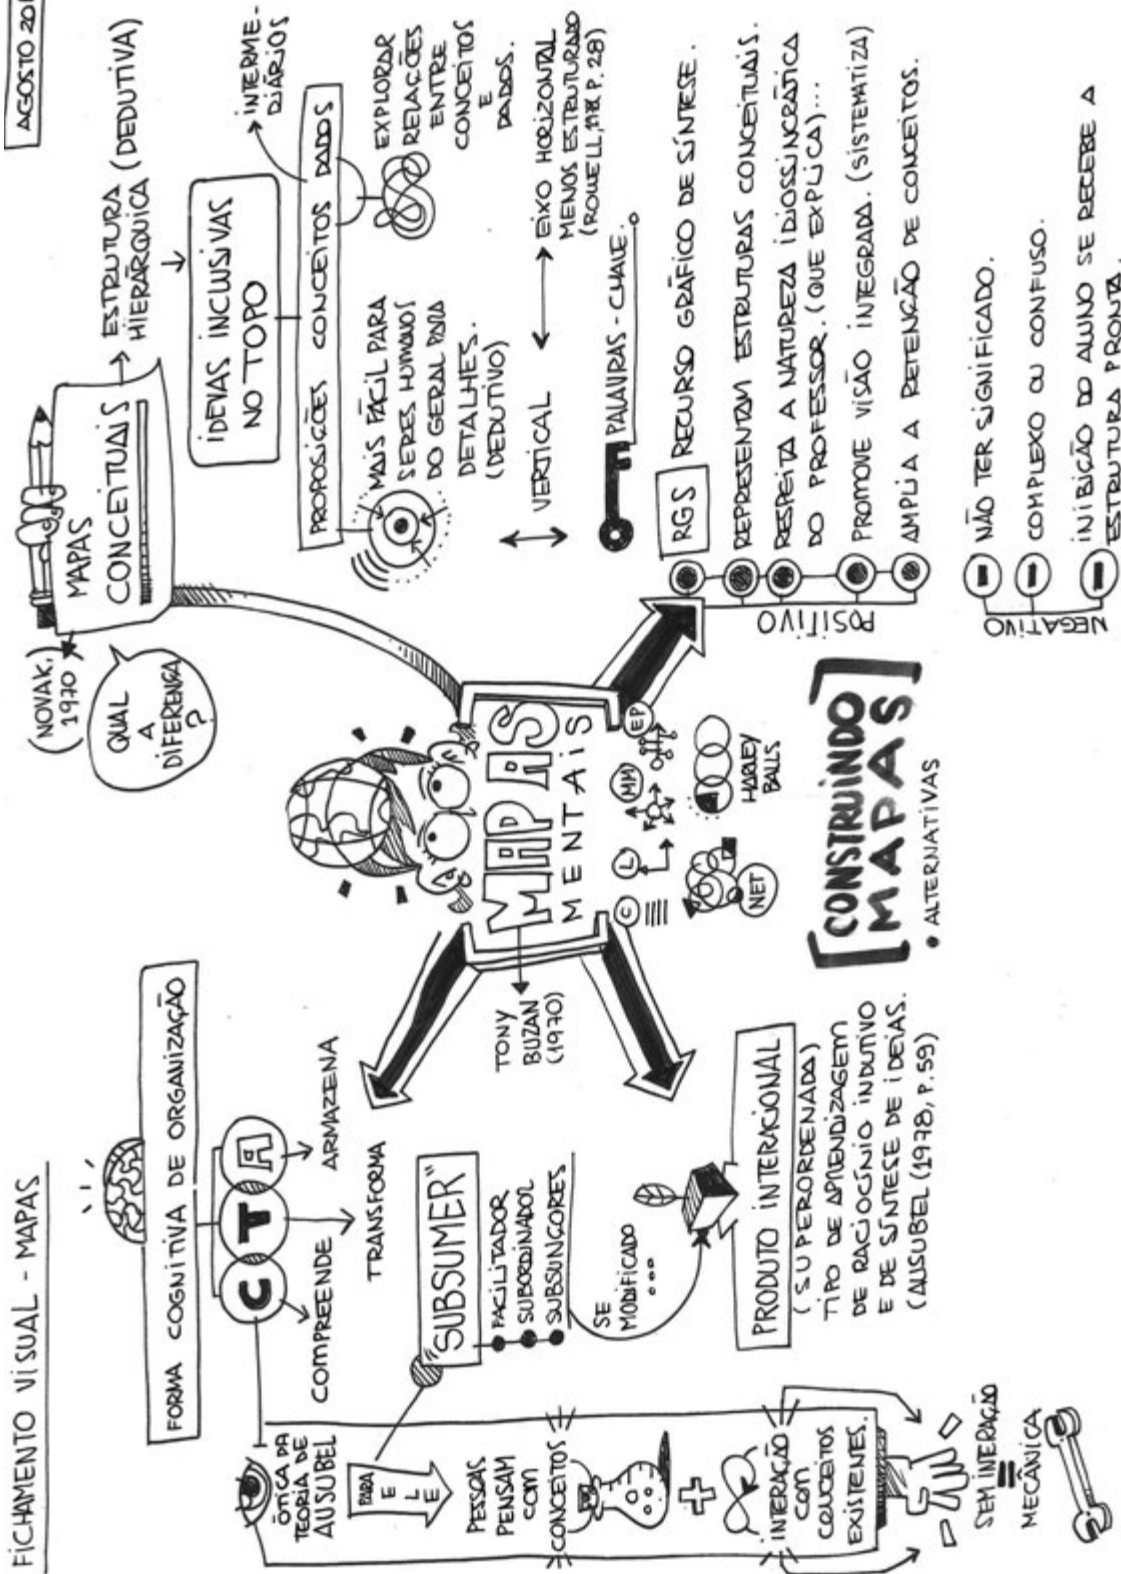 FICHAMENTO VISUAL - MAPAS
AGOSTO
FORMA COGNITIVA DE ORGANIZAÇÃO
C T A
COMPREENDE
TRANSFORMA
ARMAZENA
ÓTICA DA
TEORIA DE
AUSUBEL
PARA
ELE
PESSOAS
PENSAM
COM
CONCEITOS
+
INTERAÇÃO
COM
CONCEITOS
EXISTENTES.
SEM INTERAÇÃO
=
MECÂNICA
"SUBSUMER"
FACILITADOR
SUBORDINADOR
SUBSUNÇORES
SE
MODIFICADO
...
PRODUTO INTERACIONAL
(SUPERORDENADA)
TIPO DE APRENDIZAGEM
DE RACIOCÍNIO INDUTIVO
E DE SÍNTESE DE IDEIAS.
(AUSUBEL (1978, P.59)
MAPAS
MENTAIS
TONY
BUZAN
(1970)
C L MM EP
NET
HARVEY
BALLS
[CONSTRUINDO
MAPAS]
• ALTERNATIVAS
(NOVAK,
1970
QUAL
A
DIFERENÇA
?
MAPAS
CONCEITUAIS
ESTRUTURA
HIERÁRQUICA (DEDUTIVA)
IDEIAS INCLUSIVAS
NO TOPO
PROPOSIÇÕES CONCEITOS DADOS
INTERME-
DIÁRIOS
MAIS FÁCIL PARA
SERES HUMANOS
DO GERAL PARA
DETALHES.
(DEDUTIVO)
EXPLORAR
RELAÇÕES
ENTRE
CONCEITOS
E
DADOS.
VERTICAL
EIXO HORIZONTAL
MENOS ESTRUTURADO
P.28)
PALAVRAS-CHAVE.
RGS RECURSO GRÁFICO DE SÍNTESE.
POSITIVO
REPRESENTAM ESTRUTURAS CONCEITUAIS.
RESPEITA A NATUREZA IDIOSSINCRÁTICA
DO PROFESSOR. (QUE EXPLICA)...
PROMOVE VISÃO INTEGRADA. (SISTEMATIZA)
AMPLIA A RETENÇÃO DE CONCEITOS.
NEGATIVO
NÃO TER SIGNIFICADO.
COMPLEXO OU CONFUSO.
INIBIÇÃO DO ALUNO SE RECEBE A
ESTRUTURA PRONTA.